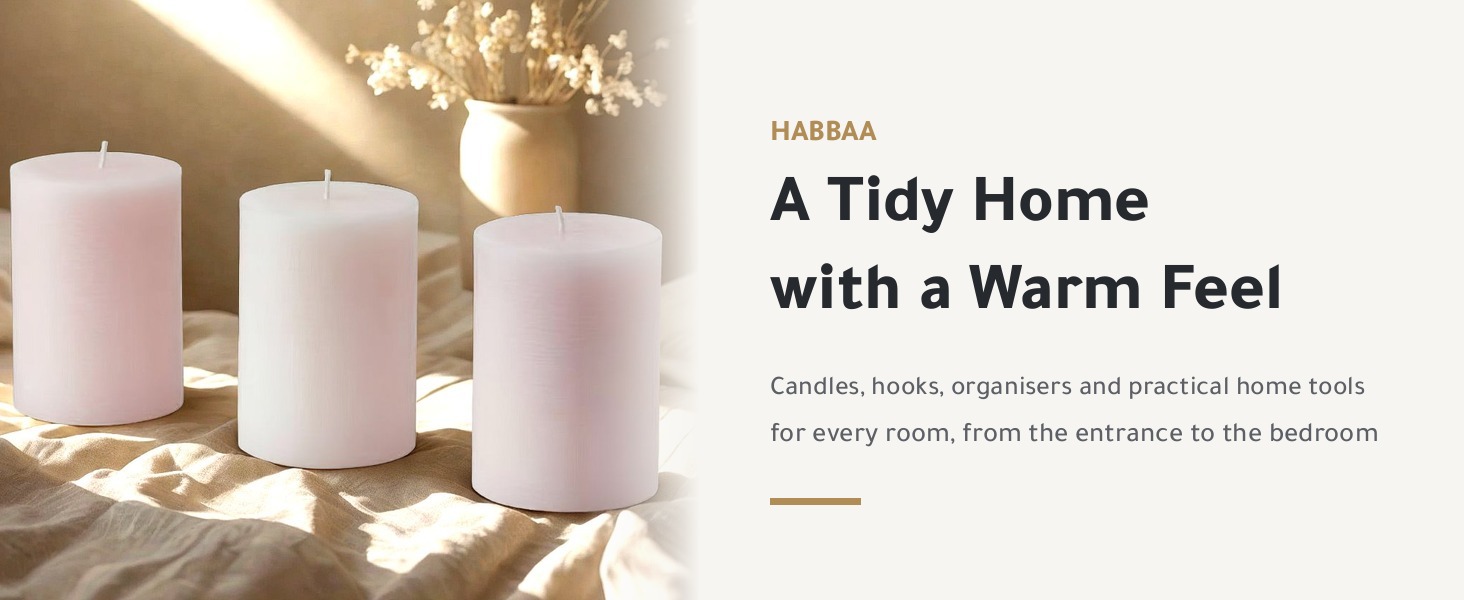 HABBAA
A Tidy Home
with a Warm Feel
Candles, hooks, organisers and practical home tools
for every room, from the entrance to the bedroom